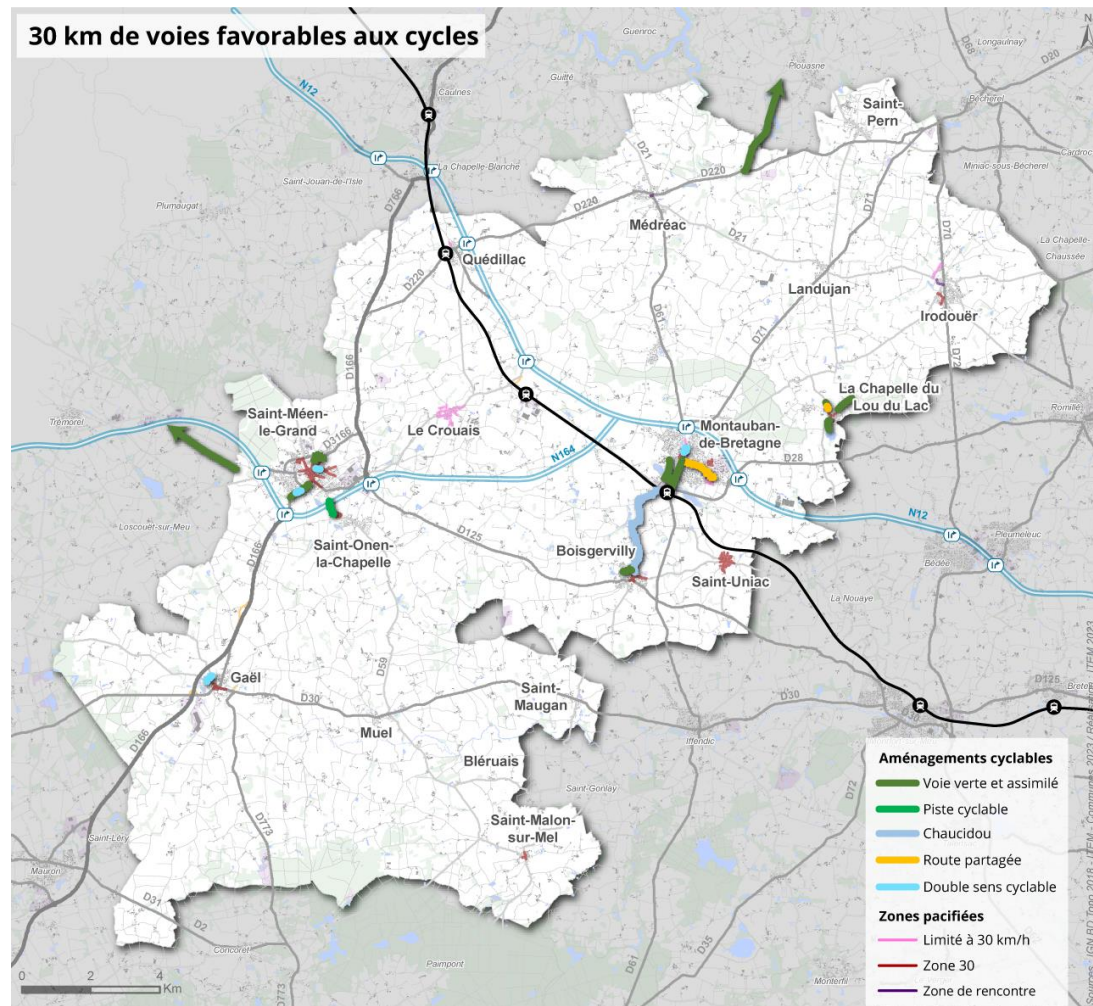 30 km de voies favorables aux cycles
Guenroc
Plouasne
Longaulnay
D68
D20
N12
Caulnes
Guitté
Saint-
Pern
Bécherel
La Chapelle-Blanche
D21
D220
Cardroc
Miniac-sous-Bécherel
Saint-Jouan-de-l'Isle
D766
Plumaugat
D220
Médréac
D21
D71
D70
La Chapelle-
Chaussée
Quédillac
D220
Landujan
Irodouër
D61
D71
D72
D166
La Chapelle du
Lou du Lac
Romillé
Trémorel
Saint-Méen-
le-Grand
D3166
Le Crouais
Montauban-
de-Bretagne
N164
D28
Loscouët-sur-Meu
N12
D166
Saint-Onen-
la-Chapelle
D125
Boisgervilly
Saint-Uniac
Pleumeleuc
Bédée
La Nouaye
D59
Gaël
D30
Saint-
Maugan
D30
D125
D30
Muel
Iffendic
D166
Bléruais
Saint-Gonlay
D72
D773
Saint-Malon-
sur-Mel
Saint-Léry
Mauron
D31
D2
Concoret
Paimpont
D35
D61
Monterfil
D773
0 2 4
Km
Aménagements cyclables
Voie verte et assimilé
Piste cyclable
Chaucidou
Route partagée
Double sens cyclable
Zones pacifiées
Limité à 30 km/h
Zone 30
Zone de rencontre